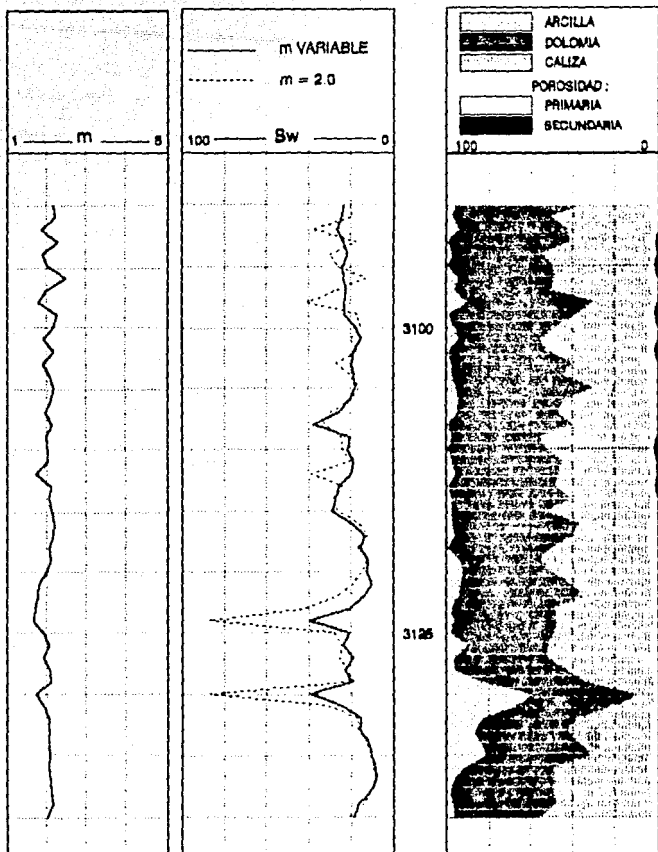 m VARIABLE
m = 2.0
1 m 5
100 Sw 0
ARCILLA
DOLOMIA
CALIZA
POROSIDAD :
PRIMARIA
SECUNDARIA
100 0
3100
3125